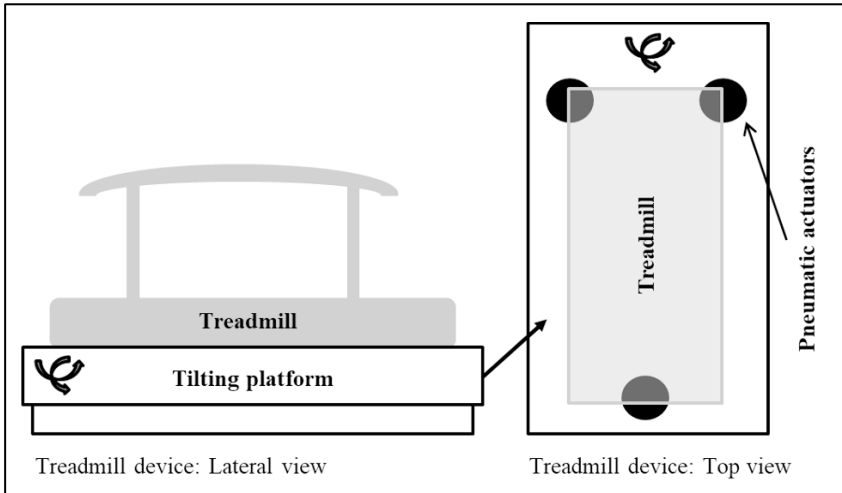 Treadmill
Tilting platform
Treadmill device: Lateral view
Treadmill
Pneumatic actuators
Treadmill device: Top view